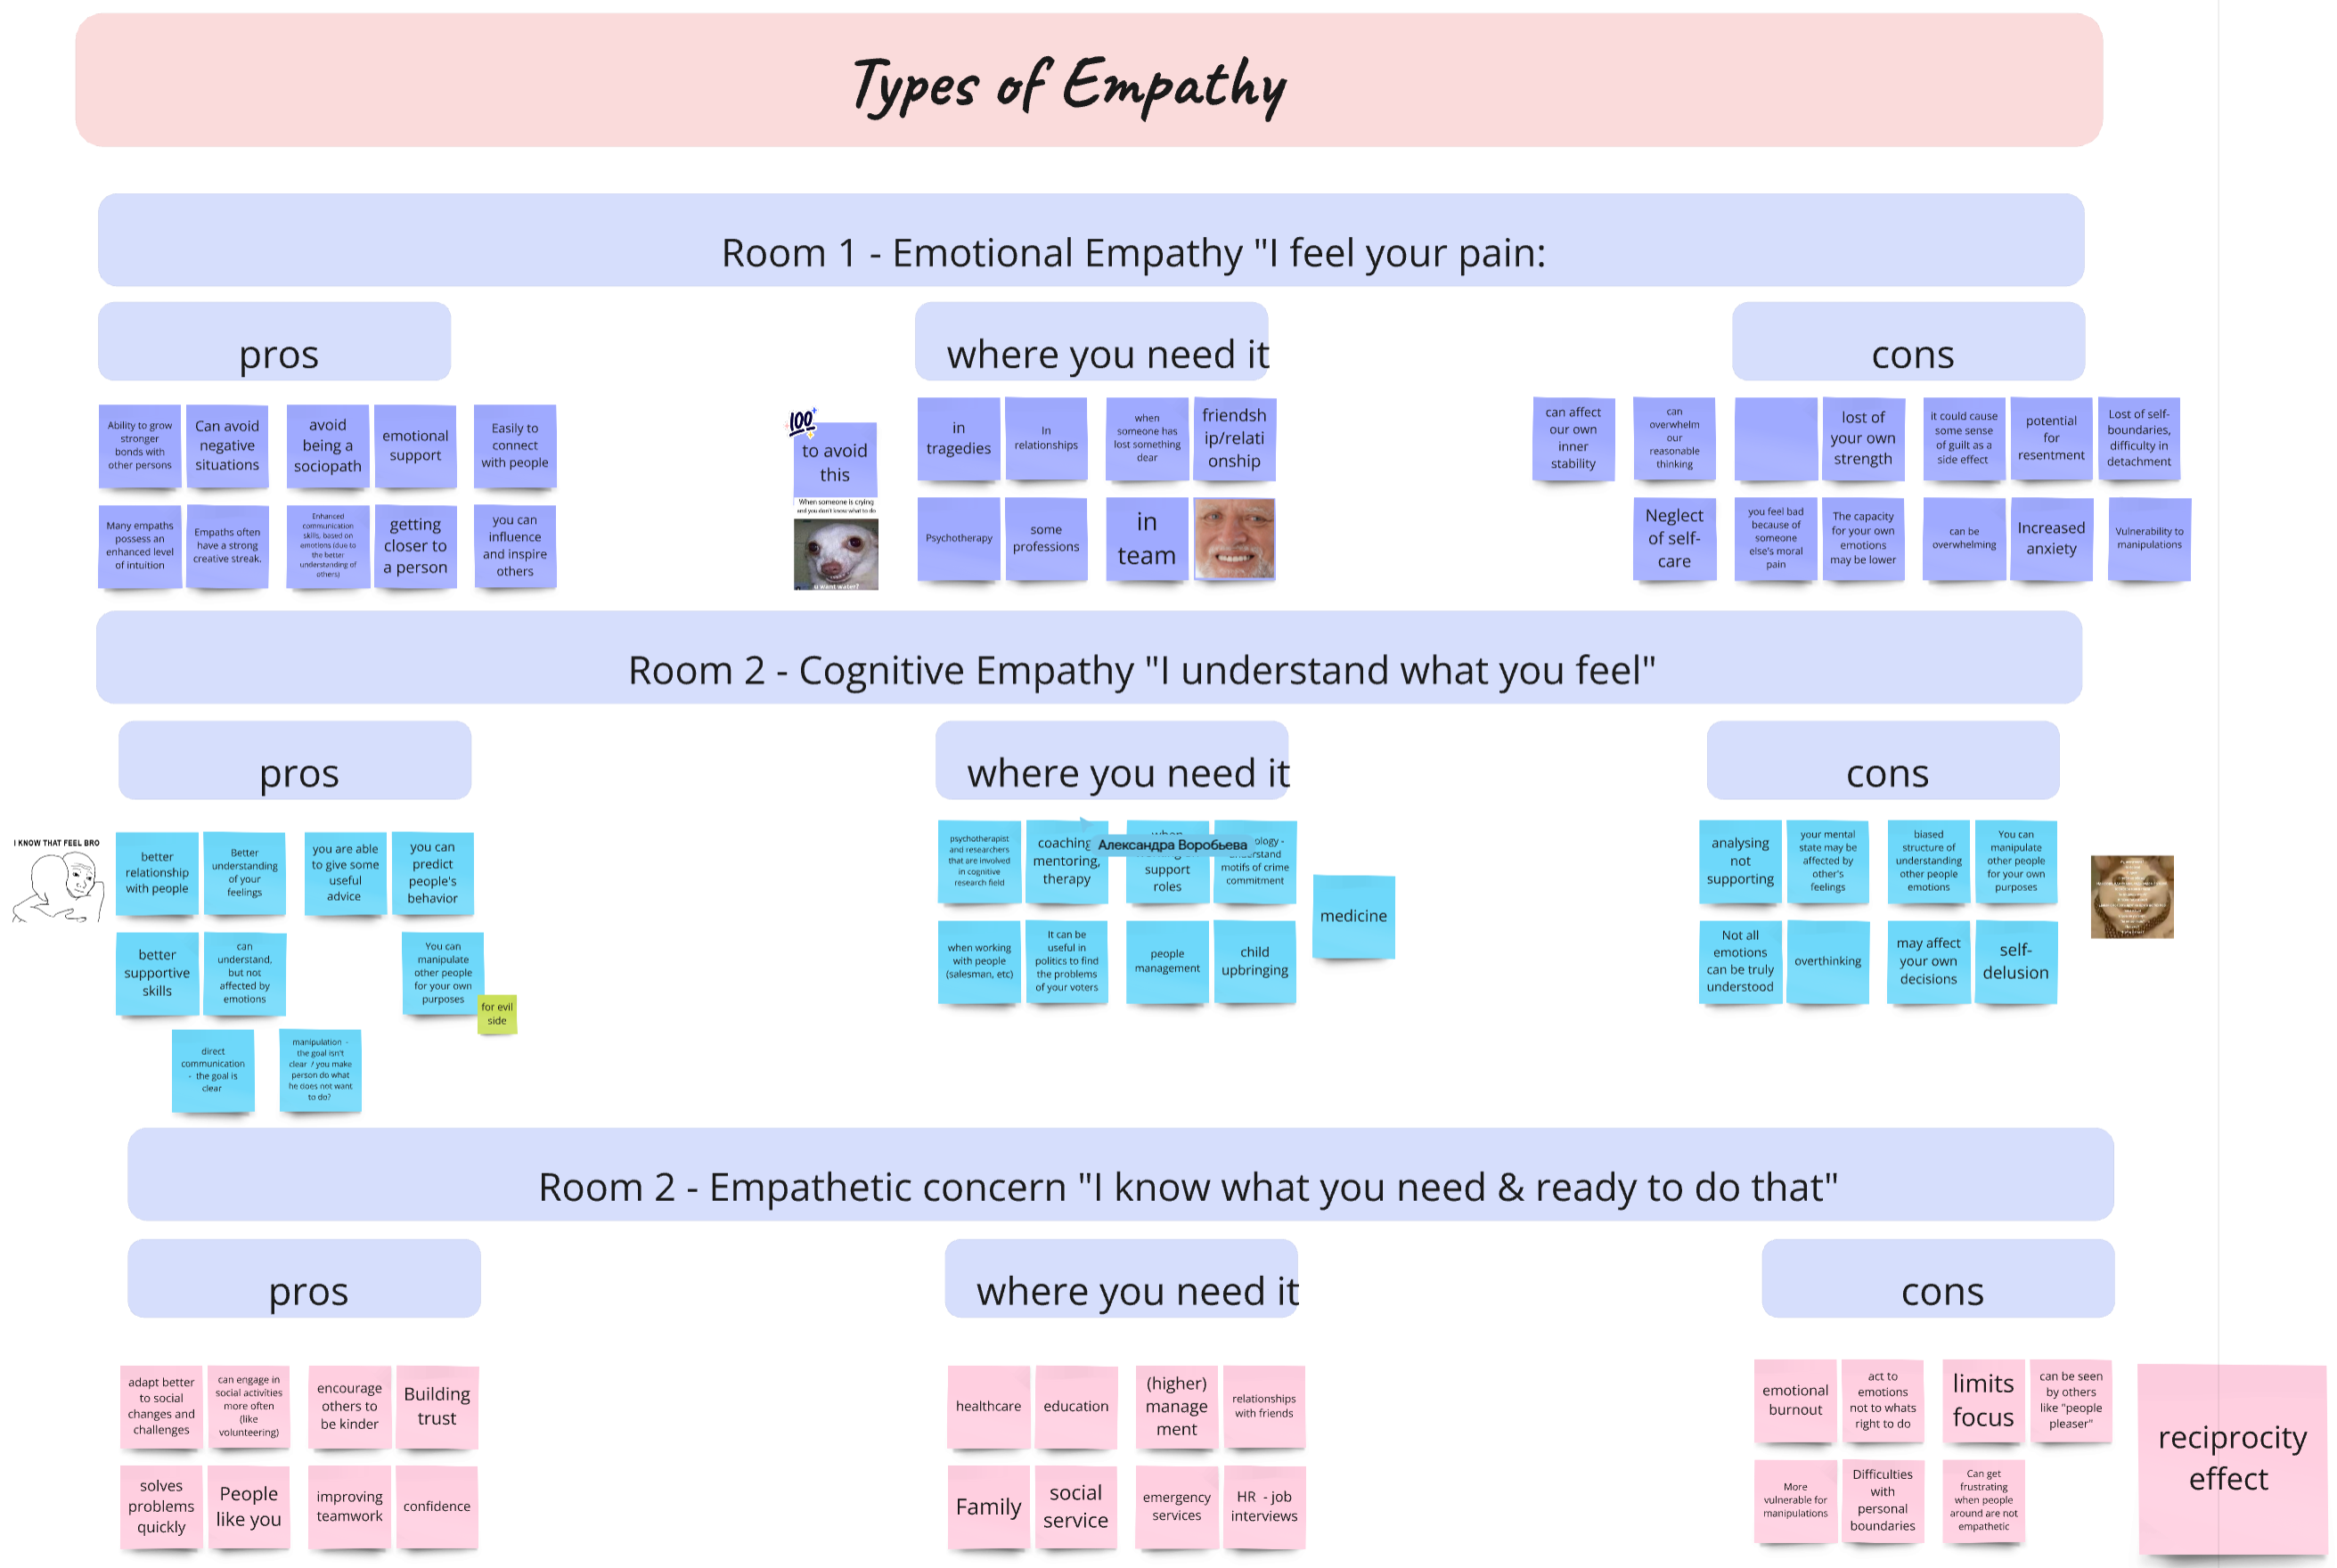 Types of Empathy
Room 1 - Emotional Empathy "I feel your pain:
pros
where you need it
cons
Ability to grow
stronger
bonds with
other persons
Can avoid
negative
situations
avoid
being a
sociopath
emotional
support
Easily to
connect
with people
Many empaths
possess an
enhanced level
of intuition
Empaths often
have a strong
creative streak.
Enhanced
communication
skills, based on
emotions (due to
the better
understanding of
others)
getting
closer to
a person
you can
influence
and inspire
others
100
to avoid
this
When someone is crying
and you don't know what to do
u want water?
in
tragedies
In
relationships
when
someone has
lost something
dear
friendsh
ip/relati
onship
Psychotherapy
some
professions
in
team
can affect
our own
inner
stability
can
overwhelm
our
reasonable
thinking
lost of
your own
strength
it could cause
some sense
of guilt as a
side effect
potential
for
resentment
Lost of self-
boundaries,
difficulty in
detachment
Neglect
of self-
care
you feel bad
because of
someone
else's moral
pain
The capacity
for your own
emotions
may be lower
can be
overwhelming
Increased
anxiety
Vulnerability to
manipulations
Room 2 - Cognitive Empathy "I understand what you feel"
pros
where you need it
cons
I KNOW THAT FEEL BRO
better
relationship
with people
Better
understanding
of your
feelings
you are able
to give some
useful
advice
you can
predict
people's
behavior
better
supportive
skills
can
understand,
but not
affected by
emotions
You can
manipulate
other people
for your own
purposes
for evil
side
direct
communication
- the goal is
clear
manipulation -
the goal isn't
clear / you make
person do what
he does not want
to do?
psychotherapist
and researchers
that are involved
in cognitive
research field
coaching,
mentoring,
therapy
when
support
roles
Александра Воробьева
ology -
understand
motifs of crime
commitment
medicine
when working
with people
(salesman, etc)
It can be
useful in
politics to find
the problems
of your voters
people
management
child
upbringing
analysing
not
supporting
your mental
state may be
affected by
other's
feelings
biased
structure of
understanding
other people
emotions
You can
manipulate
other people
for your own
purposes
Not all
emotions
can be truly
understood
overthinking
may affect
your own
decisions
self-
delusion
Room 2 - Empathetic concern "I know what you need & ready to do that"
pros
where you need it
cons
adapt better
to social
changes and
challenges
can engage in
social activities
more often
(like
volunteering)
encourage
others to
be kinder
Building
trust
solves
problems
quickly
People
like you
improving
teamwork
confidence
healthcare
education
(higher)
manage
ment
relationships
with friends
Family
social
service
emergency
services
HR - job
interviews
emotional
burnout
act to
emotions
not to whats
right to do
limits
focus
can be seen
by others
like "people
pleaser"
More
vulnerable for
manipulations
Difficulties
with
personal
boundaries
Can get
frustrating
when people
around are not
empathetic
reciprocity
effect